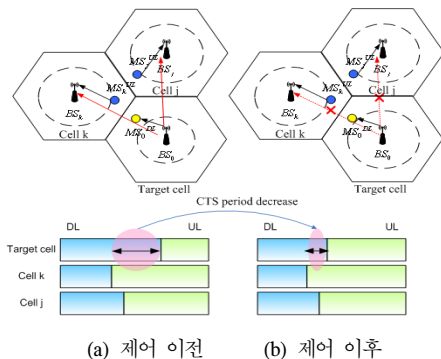 Cell j
BS_j
MS_j^UL
BS_k
MS_k^UL
Cell k
MS_0^DL
BS_0
Target cell
Cell j
BS_j
MS_j^UL
BS_k
MS_k^UL
Cell k
MS_0^DL
BS_0
Target cell
CTS period decrease
DL
UL
DL
UL
Target cell
Cell k
Cell j
(a) 제어 이전
(b) 제어 이후